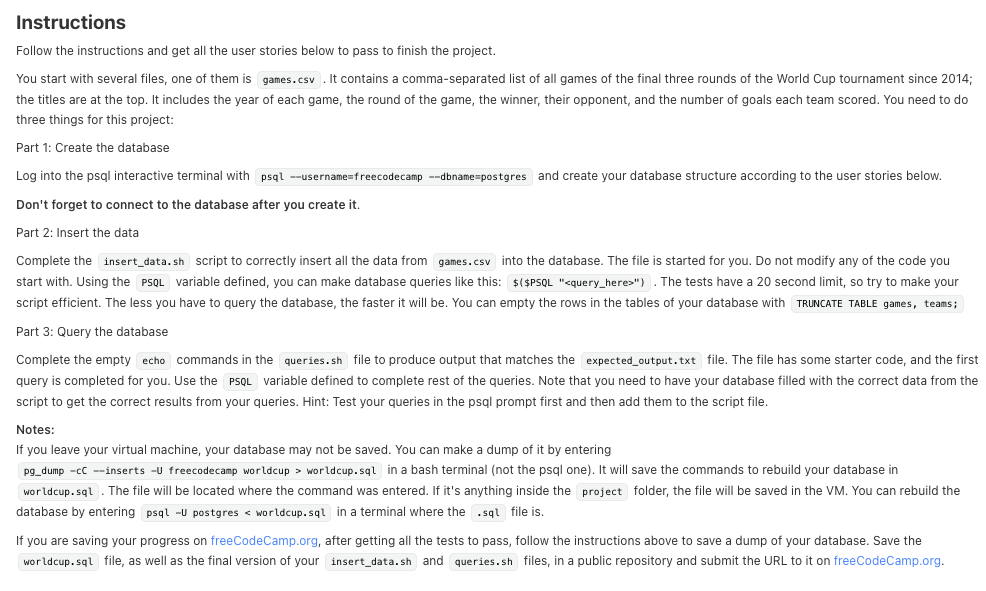 Instructions
Follow the instructions and get all the user stories below to pass to finish the project.
You start with several files, one of them is games.csv . It contains a comma-separated list of all games of the final three rounds of the World Cup tournament since 2014;
the titles are at the top. It includes the year of each game, the round of the game, the winner, their opponent, and the number of goals each team scored. You need to do
three things for this project:
Part 1: Create the database
Log into the psql interactive terminal with psql --username=freecodecamp --dbname=postgres and create your database structure according to the user stories below.
Don't forget to connect to the database after you create it.
Part 2: Insert the data
Complete the insert_data.sh script to correctly insert all the data from games.csv into the database. The file is started for you. Do not modify any of the code you
start with. Using the PSQL variable defined, you can make database queries like this: $($PSQL "<query_here>") . The tests have a 20 second limit, so try to make your
script efficient. The less you have to query the database, the faster it will be. You can empty the rows in the tables of your database with TRUNCATE TABLE games, teams;
Part 3: Query the database
Complete the empty echo commands in the queries.sh file to produce output that matches the expected_output.txt file. The file has some starter code, and the first
query is completed for you. Use the PSQL variable defined to complete rest of the queries. Note that you need to have your database filled with the correct data from the
script to get the correct results from your queries. Hint: Test your queries in the psql prompt first and then add them to the script file.
Notes:
If you leave your virtual machine, your database may not be saved. You can make a dump of it by entering
pg_dump -cC --inserts -U freecodecamp worldcup > worldcup.sql in a bash terminal (not the psql one). It will save the commands to rebuild your database in
worldcup.sql . The file will be located where the command was entered. If it's anything inside the project folder, the file will be saved in the VM. You can rebuild the
database by entering psql -U postgres < worldcup.sql in a terminal where the .sql file is.
If you are saving your progress on freeCodeCamp.org, after getting all the tests to pass, follow the instructions above to save a dump of your database. Save the
worldcup.sql file, as well as the final version of your insert_data.sh and queries.sh files, in a public repository and submit the URL to it on freeCodeCamp.org.